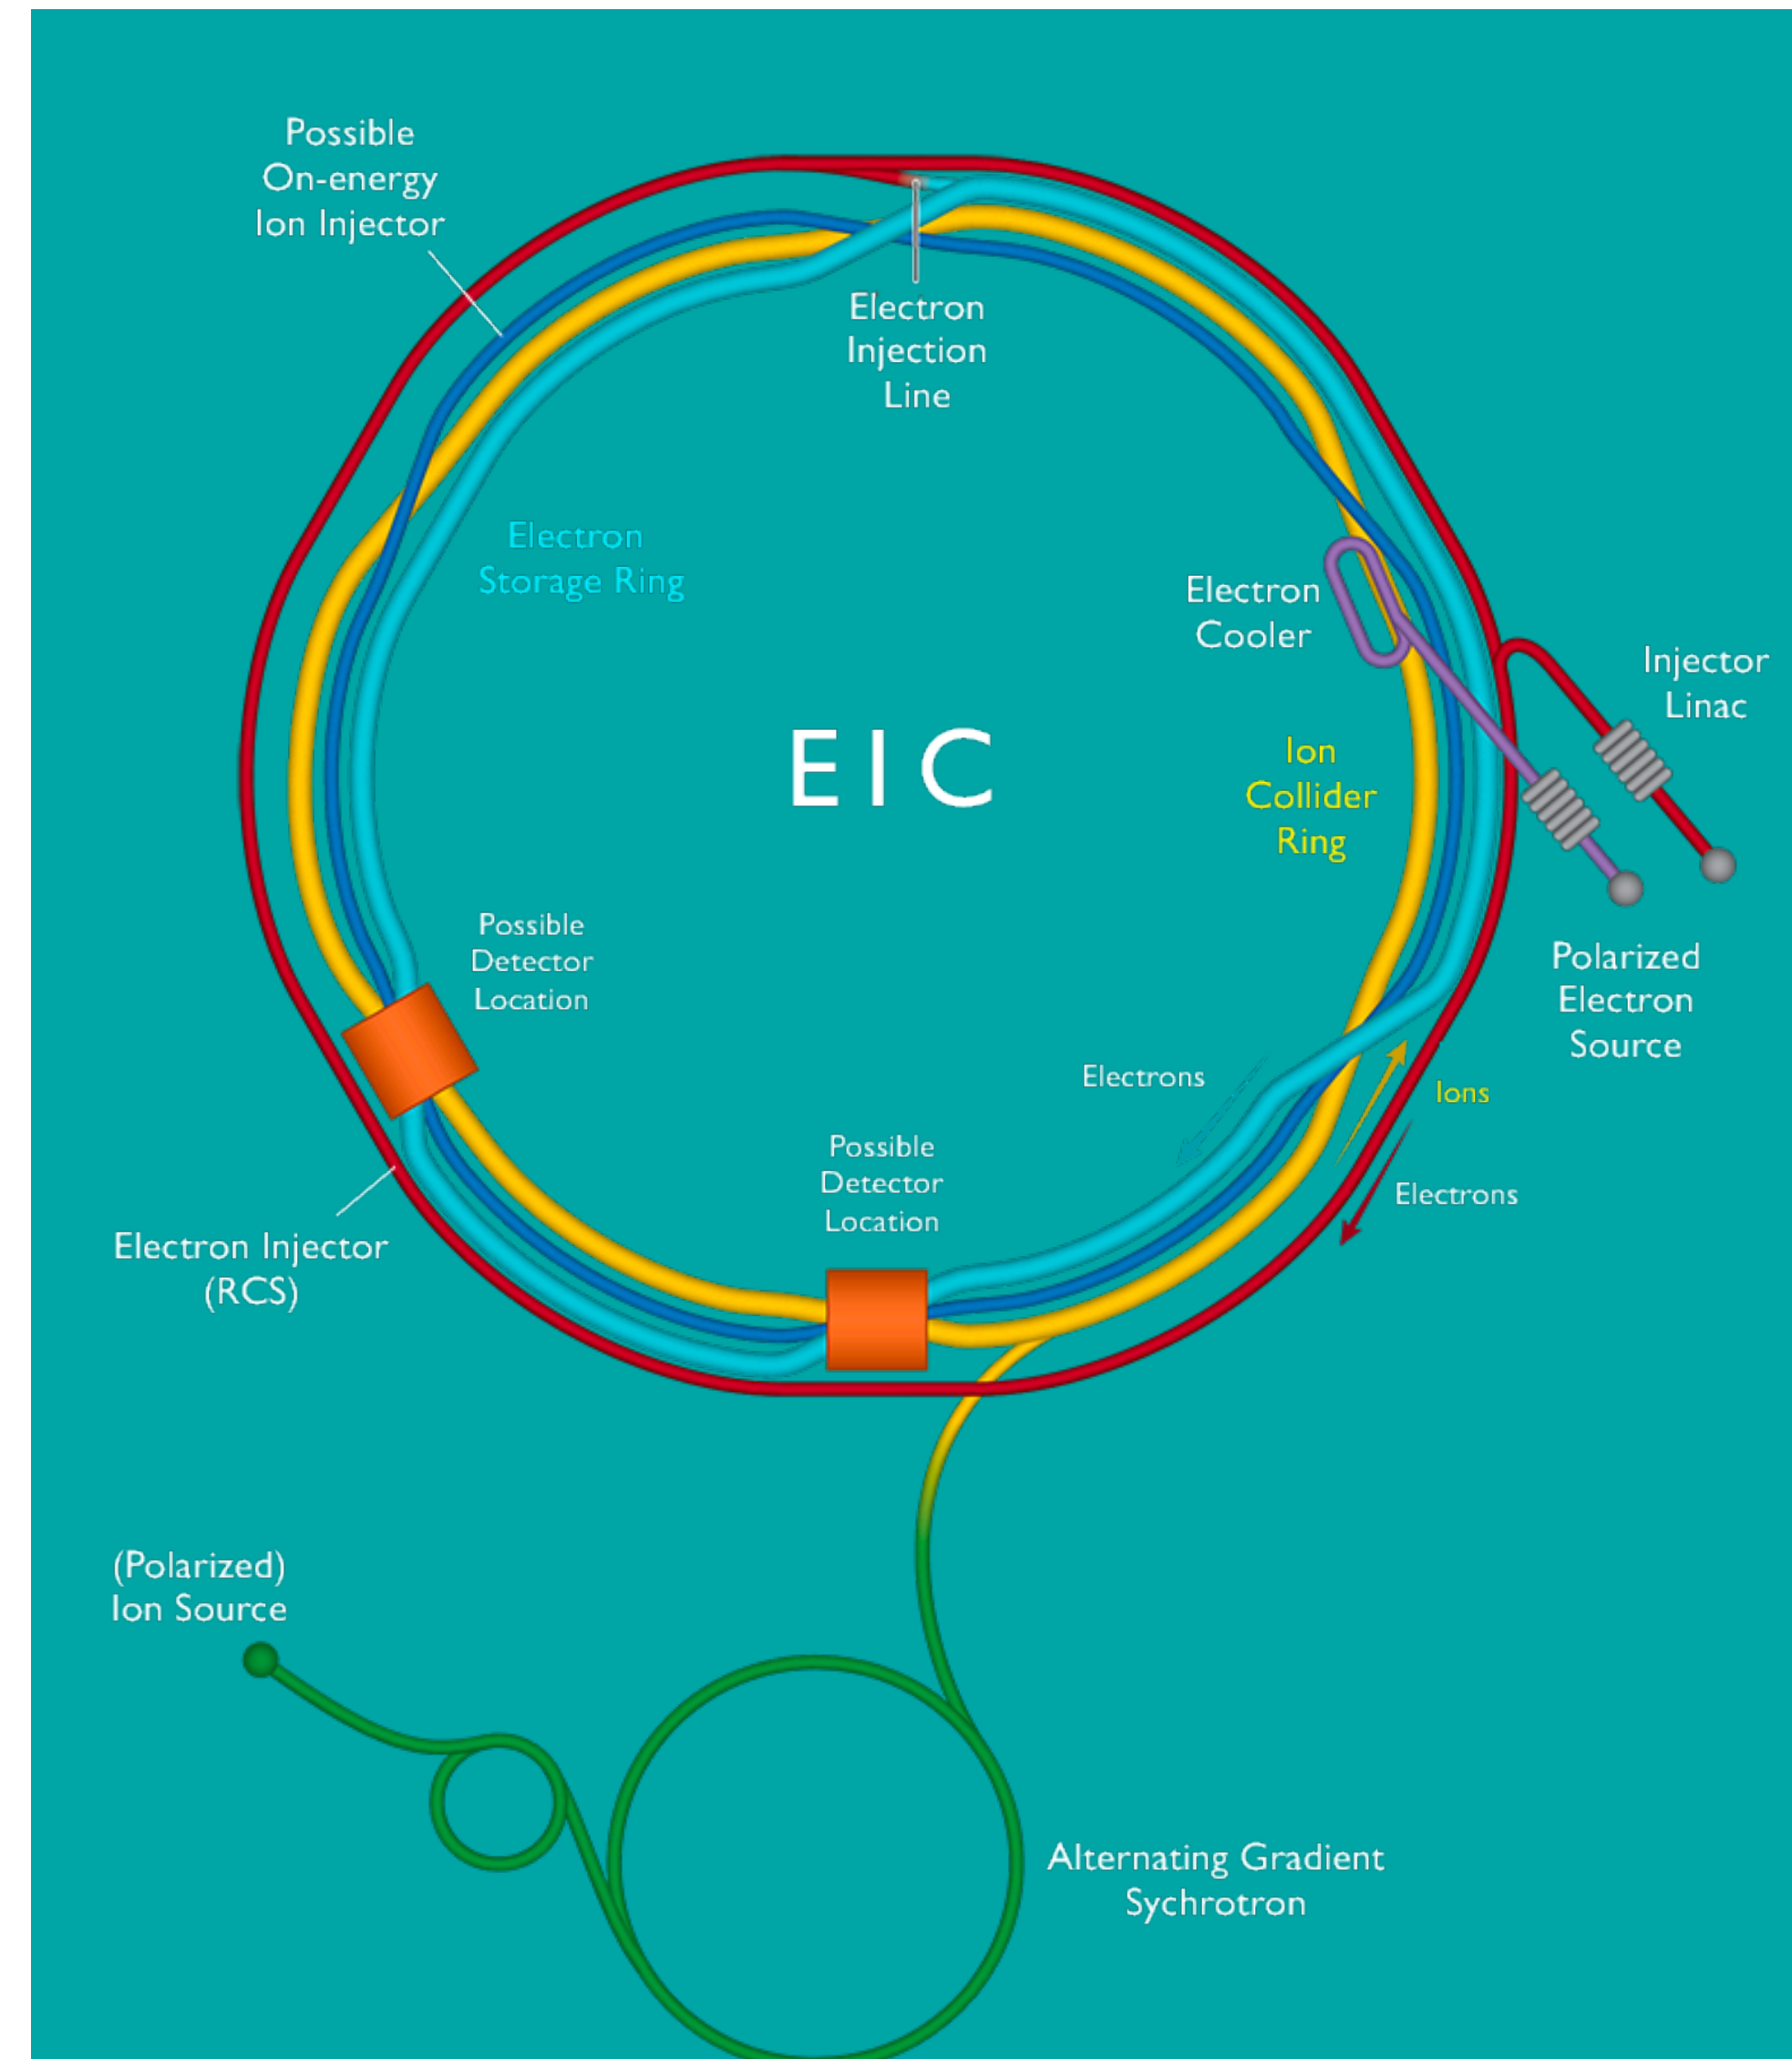 Possible
On-energy
Ion Injector
Electron
Injection
Line
Electron
Storage Ring
Electron
Cooler
Injector
Linac
EIC
Ion
Collider
Ring
Possible
Detector
Location
Polarized
Electron
Source
Electrons
Ions
Possible
Detector
Location
Electrons
Electron Injector
(RCS)
(Polarized)
Ion Source
Alternating Gradient
Sychrotron